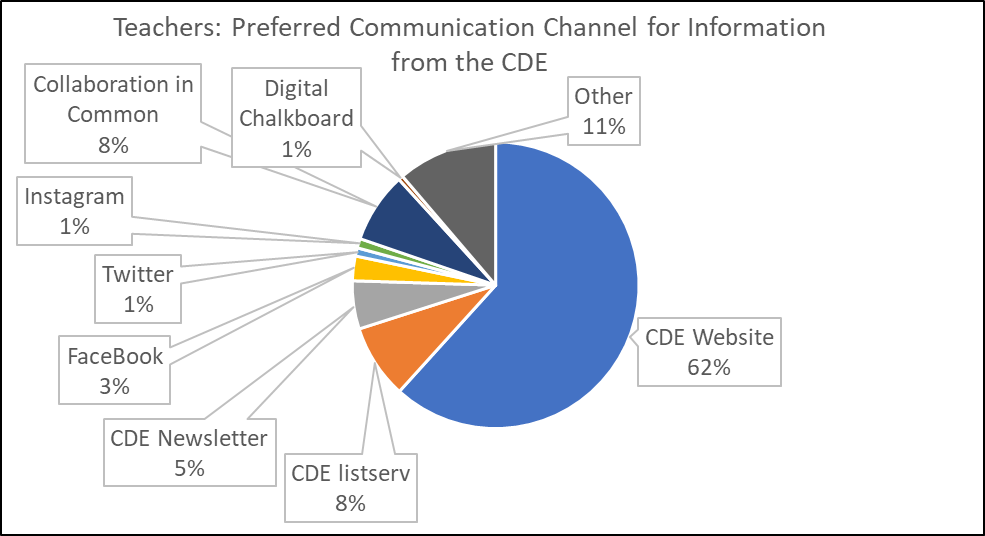 Teachers: Preferred Communication Channel for Information
from the CDE
Collaboration in
Common
8%
Digital
Chalkboard
1%
Other
11%
Instagram
1%
Twitter
1%
FaceBook
3%
CDE Website
62%
CDE Newsletter
5%
CDE listserv
8%